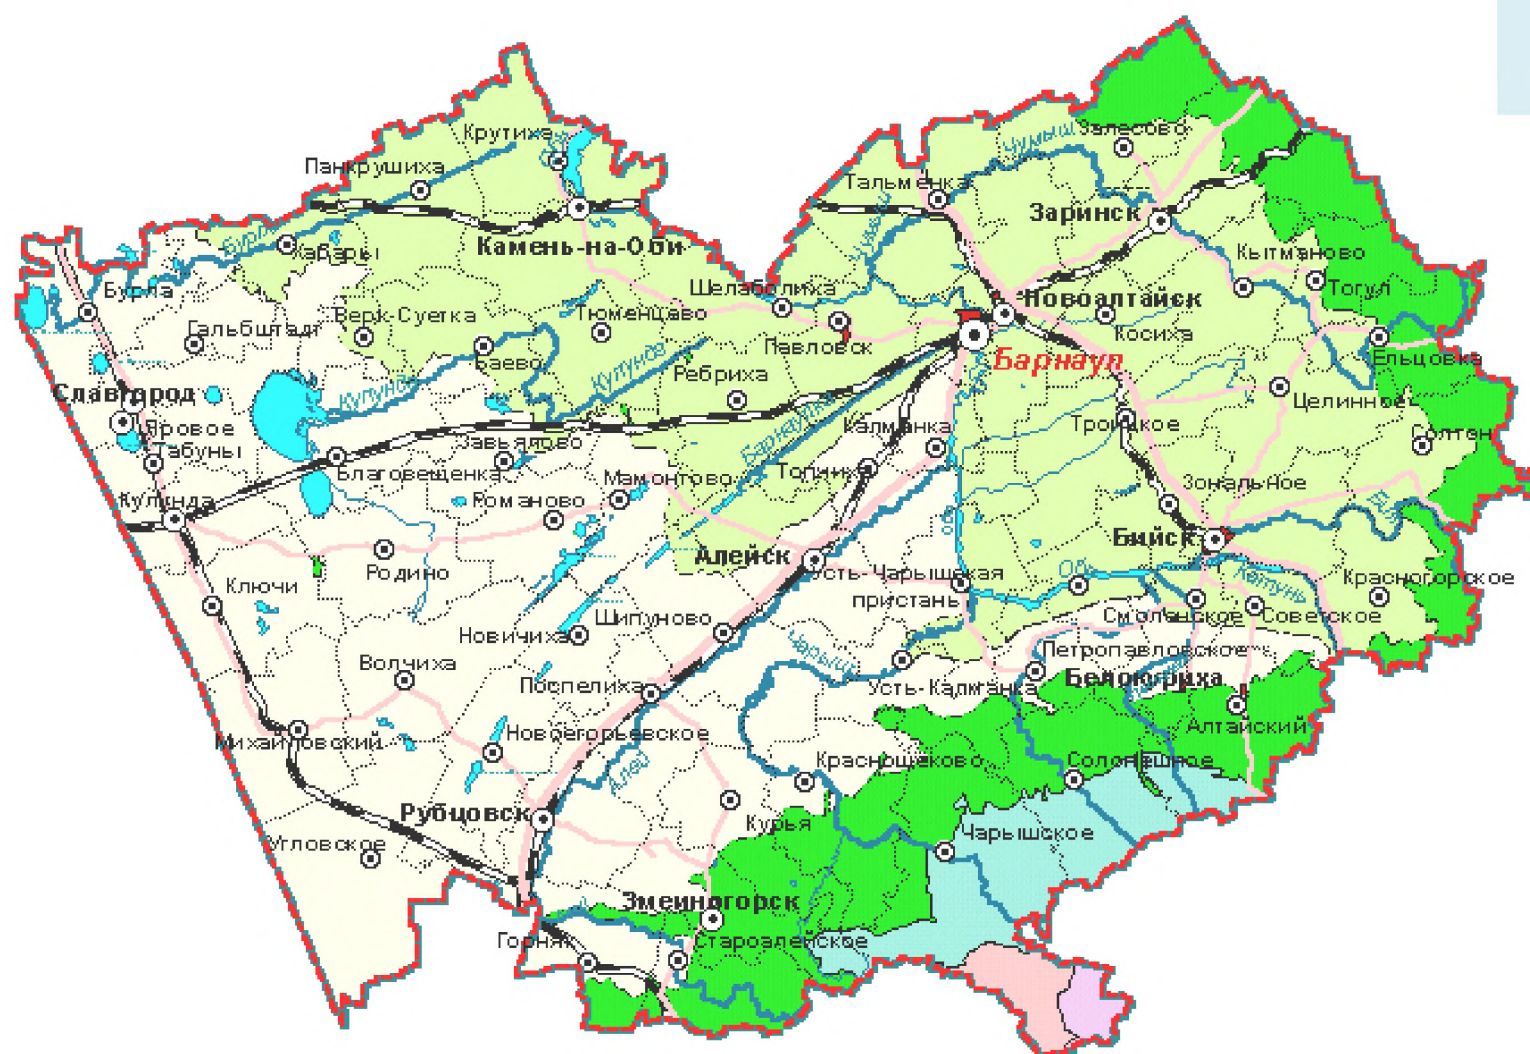 Крутиха
Чумыш
Залесово
Панкрушиха
Тальменка
Заринск
Камень-на-Оби
Хабары
Кытманово
Бурла
Шелаболиха
Новоалтайск
Тогул
Гальбштадт
Верх-Суетка
Тюменцево
Павловск
Косиха
Баево
Барнаул
Ельцовка
Кулунда
Кулунда
Ребриха
Славгород
Целинное
Барнаулка
Калманка
Троицкое
Яровое
Завьялово
Солтон
Табуны
Благовещенка
Мамонтово
Топчиха
Кулунда
Романово
Зональное
Обь
Бийск
Алейск
Родино
Усть-Чарышская
пристань
Обь
Катунь
Красногорское
Ключи
Шипуново
Смоленское
Советское
Новичиха
Чарыш
Петропавловское
Волчиха
Белокуриха
Поспелиха
Усть-Калманка
Алтайский
Михайловский
Новоегорьевское
Краснощеково
Солонешное
Алей
Рубцовск
Курья
Чарышское
Угловское
Змеиногорск
Горняк
Староалейское